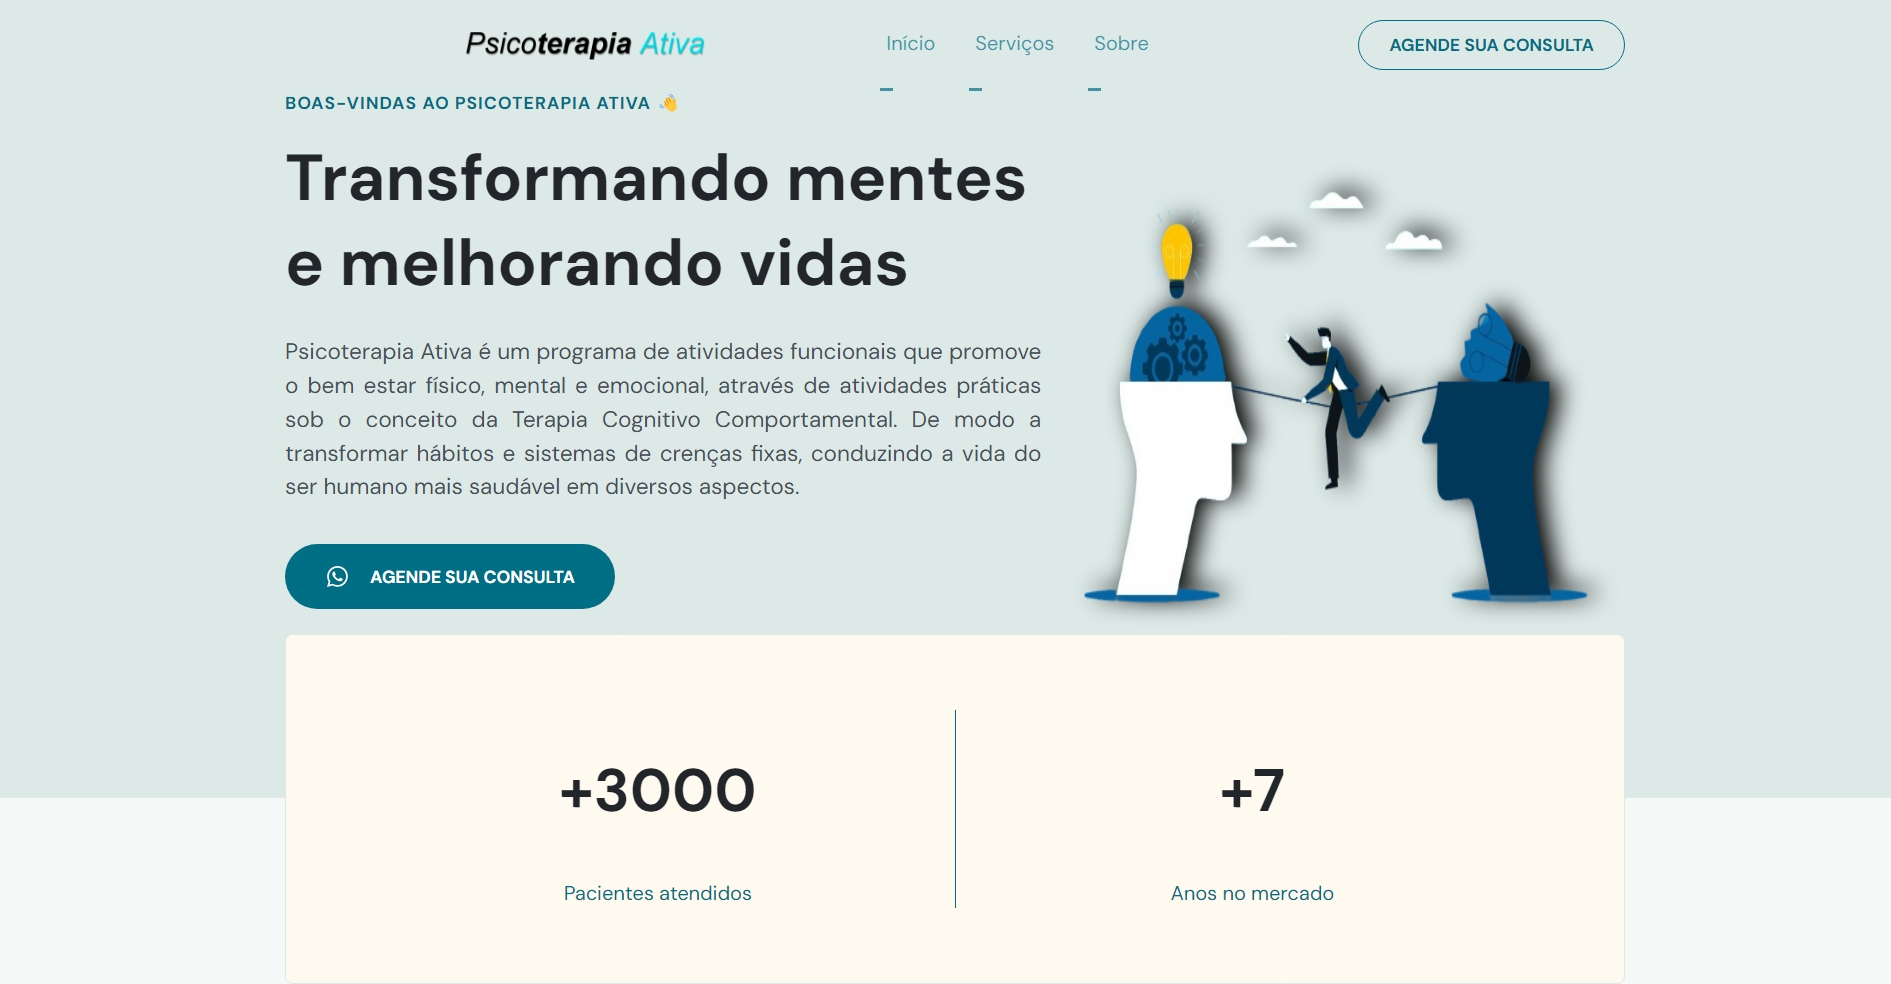 Psicoterapia Ativa
Início Serviços Sobre
AGENDE SUA CONSULTA
BOAS-VINDAS AO PSICOTERAPIA ATIVA 👋
Transformando mentes
e melhorando vidas
Psicoterapia Ativa é um programa de atividades funcionais que promove
o bem estar físico, mental e emocional, através de atividades práticas
sob o conceito da Terapia Cognitivo Comportamental. De modo a
transformar hábitos e sistemas de crenças fixas, conduzindo a vida do
ser humano mais saudável em diversos aspectos.
AGENDE SUA CONSULTA
+3000
Pacientes atendidos
+7
Anos no mercado